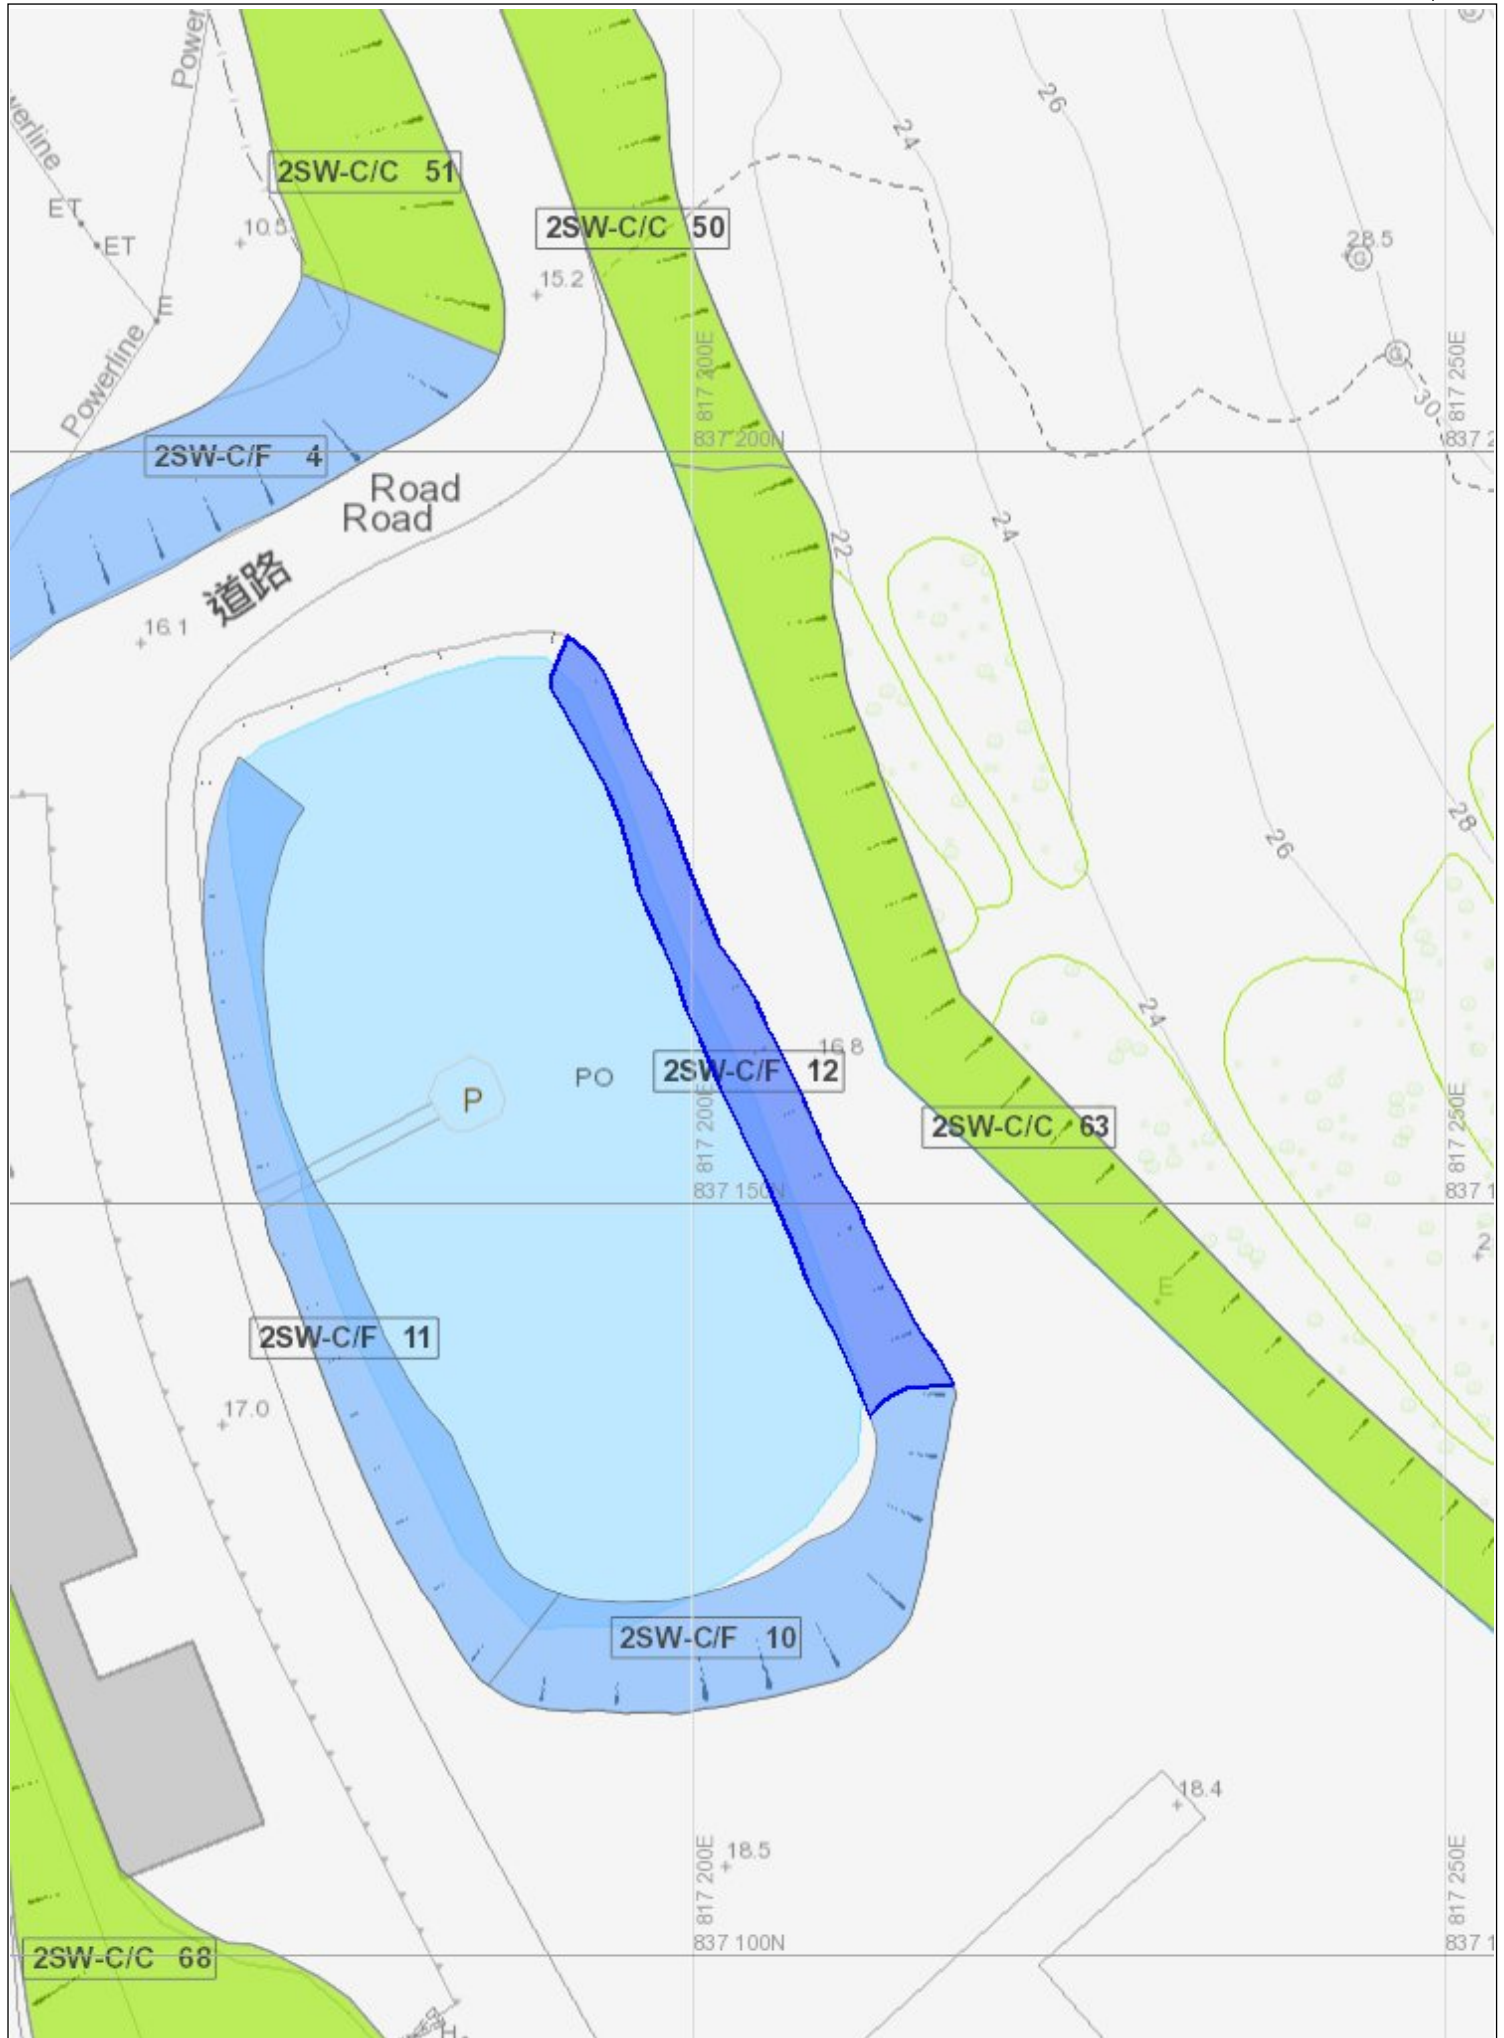 Power
26
24
werline
2SW-C/C 51
ET
ET
10.5
2SW-C/C 50
28.5
15.2
E
Powerline
817 200E
817 250E
30
837 200N
837 2
2SW-C/F 4
Road
Road
22
24
道路
16.1
28
26
24
16.8
2SW-C/F 12
PO
P
817 200E
817 250E
2SW-C/C 63
837 150N
837 1
2
E
2SW-C/F 11
17.0
2SW-C/F 10
18.4
18.5
817 200E
817 250E
837 100N
837 1
2SW-C/C 68
H